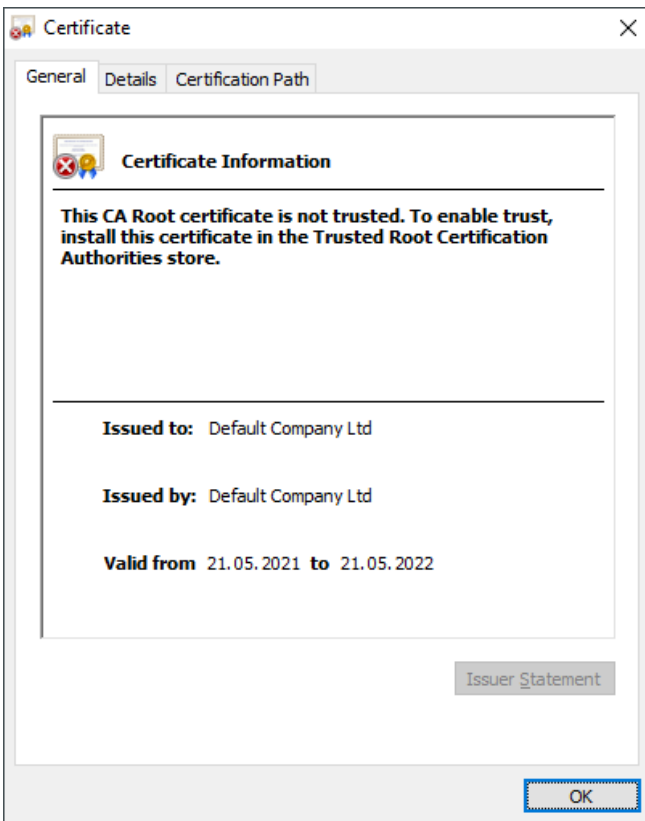 Certificate
General Details Certification Path
Certificate Information
This CA Root certificate is not trusted. To enable trust,
install this certificate in the Trusted Root Certification
Authorities store.
Issued to: Default Company Ltd
Issued by: Default Company Ltd
Valid from 21.05.2021 to 21.05.2022
Issuer Statement
OK